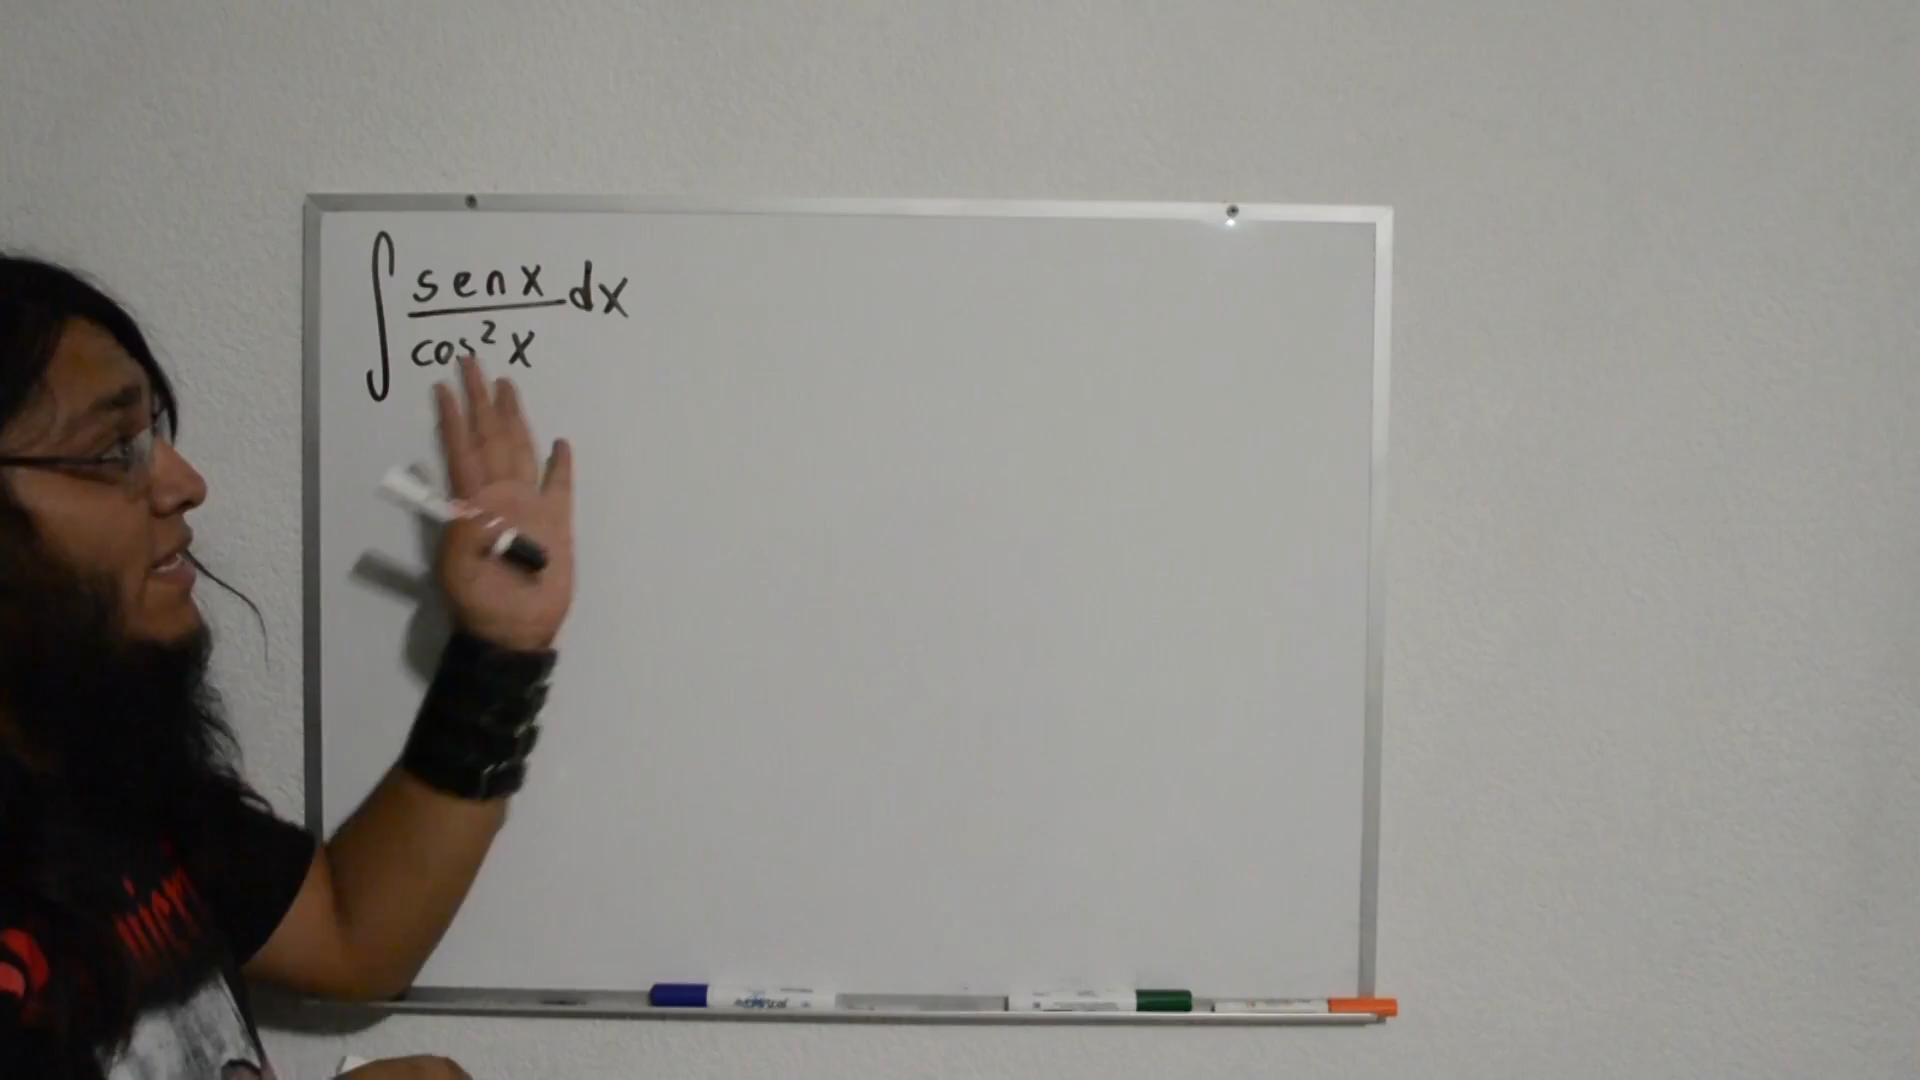 ∫ sen x dx
cos² x